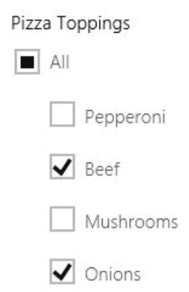 Pizza Toppings
All
Pepperoni
Beef
Mushrooms
Onions